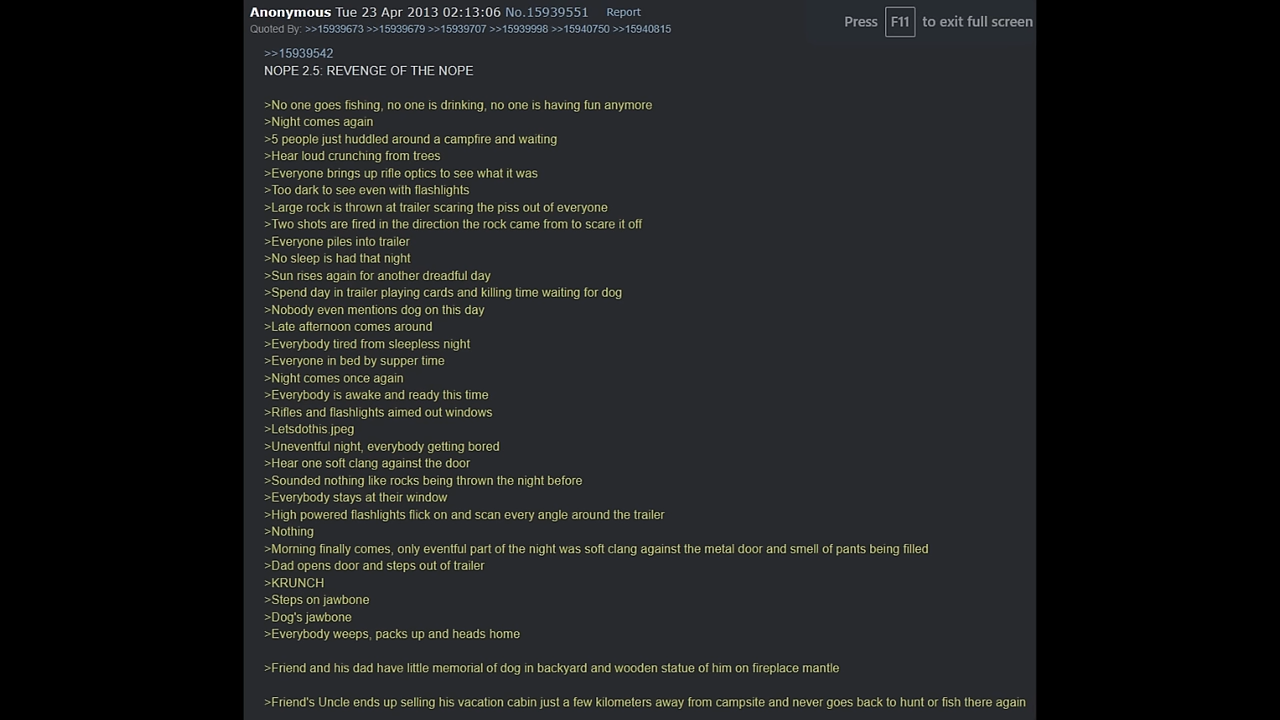 Anonymous Tue 23 Apr 2013 02:13:06 No.15939551 Report
Press F11 to exit full screen
Quoted By: >>15939673 >>15939679 >>15939707 >>15939998 >>15940750 >>15940815
>>15939542
NOPE 2.5: REVENGE OF THE NOPE
>No one goes fishing, no one is drinking, no one is having fun anymore
>Night comes again
>5 people just huddled around a campfire and waiting
>Hear loud crunching from trees
>Everyone brings up rifle optics to see what it was
>Too dark to see even with flashlights
>Large rock is thrown at trailer scaring the piss out of everyone
>Two shots are fired in the direction the rock came from to scare it off
>Everyone piles into trailer
>No sleep is had that night
>Sun rises again for another dreadful day
>Spend day in trailer playing cards and killing time waiting for dog
>Nobody even mentions dog on this day
>Late afternoon comes around
>Everybody tired from sleepless night
>Everyone in bed by supper time
>Night comes once again
>Everybody is awake and ready this time
>Rifles and flashlights aimed out windows
>Letsdothis.jpeg
>Uneventful night, everybody getting bored
>Hear one soft clang against the door
>Sounded nothing like rocks being thrown the night before
>Everybody stays at their window
>High powered flashlights flick on and scan every angle around the trailer
>Nothing
>Morning finally comes, only eventful part of the night was soft clang against the metal door and smell of pants being filled
>Dad opens door and steps out of trailer
>KRUNCH
>Steps on jawbone
>Dog's jawbone
>Everybody weeps, packs up and heads home
>Friend and his dad have little memorial of dog in backyard and wooden statue of him on fireplace mantle
>Friend's Uncle ends up selling his vacation cabin just a few kilometers away from campsite and never goes back to hunt or fish there again